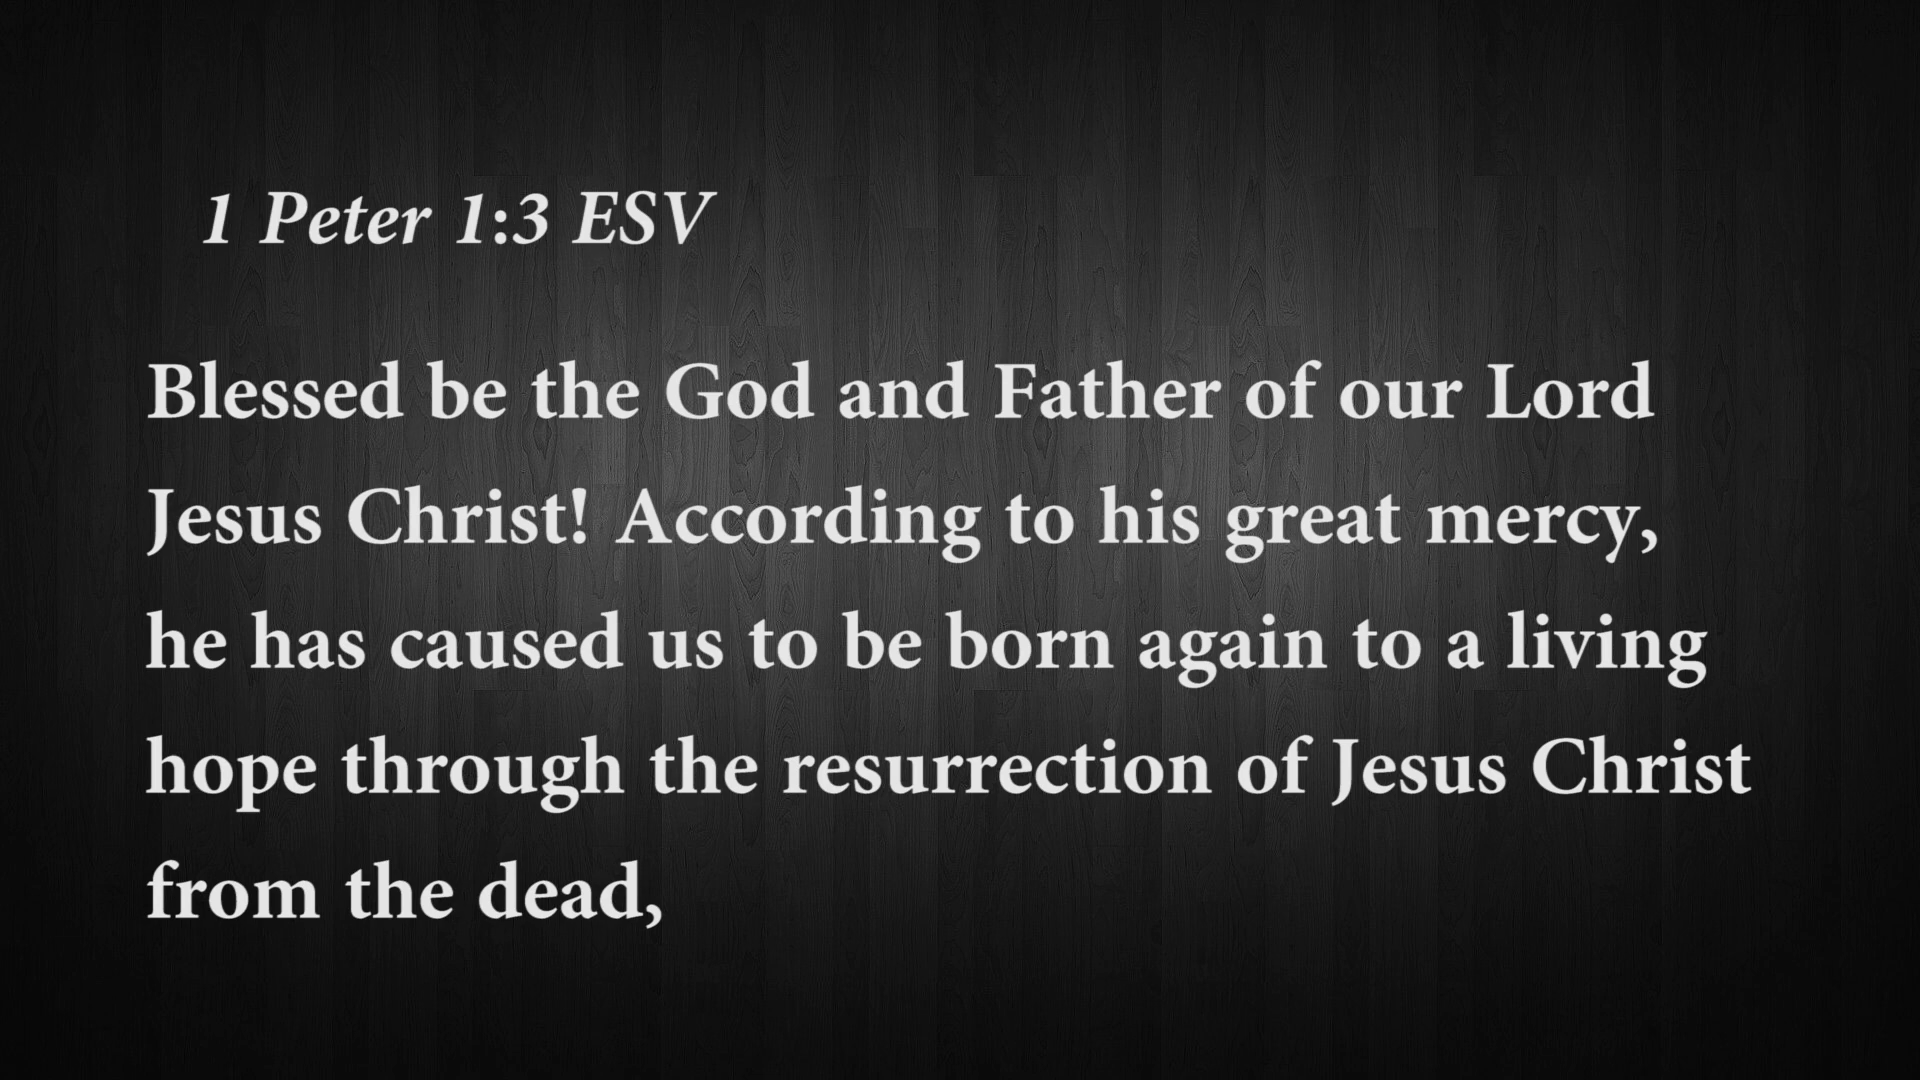 1 Peter 1:3 ESV
Blessed be the God and Father of our Lord
Jesus Christ! According to his great mercy,
he has caused us to be born again to a living
hope through the resurrection of Jesus Christ
from the dead,